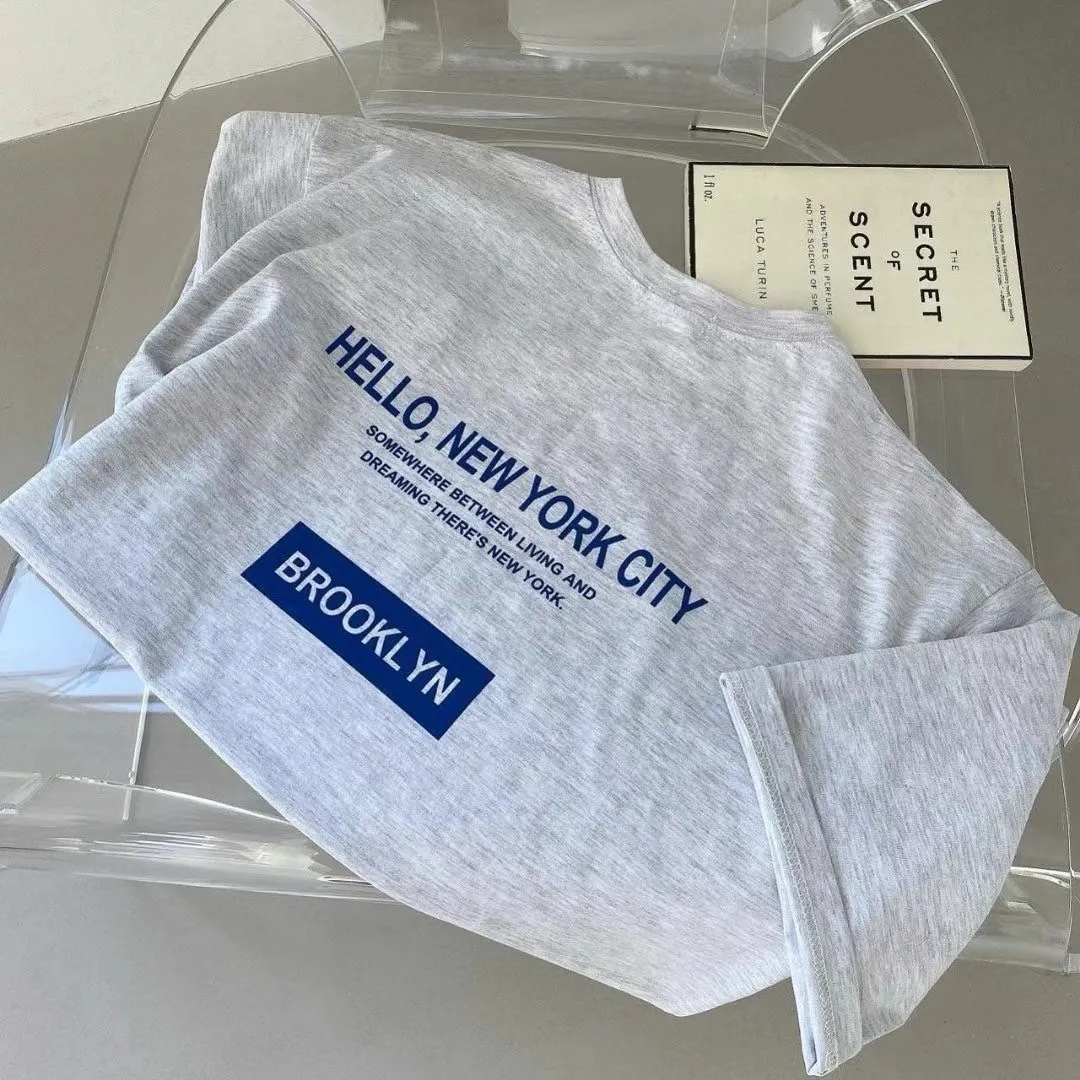 HELLO, NEW YORK CITY
SOMEWHERE BETWEEN LIVING AND
DREAMING THERE'S NEW YORK.
BROOKLYN
THE
SECRET
OF
SCENT
ADVENTURES IN PERFUME
AND THE SCIENCE OF SME
LUCA TURIN
1 fl oz.